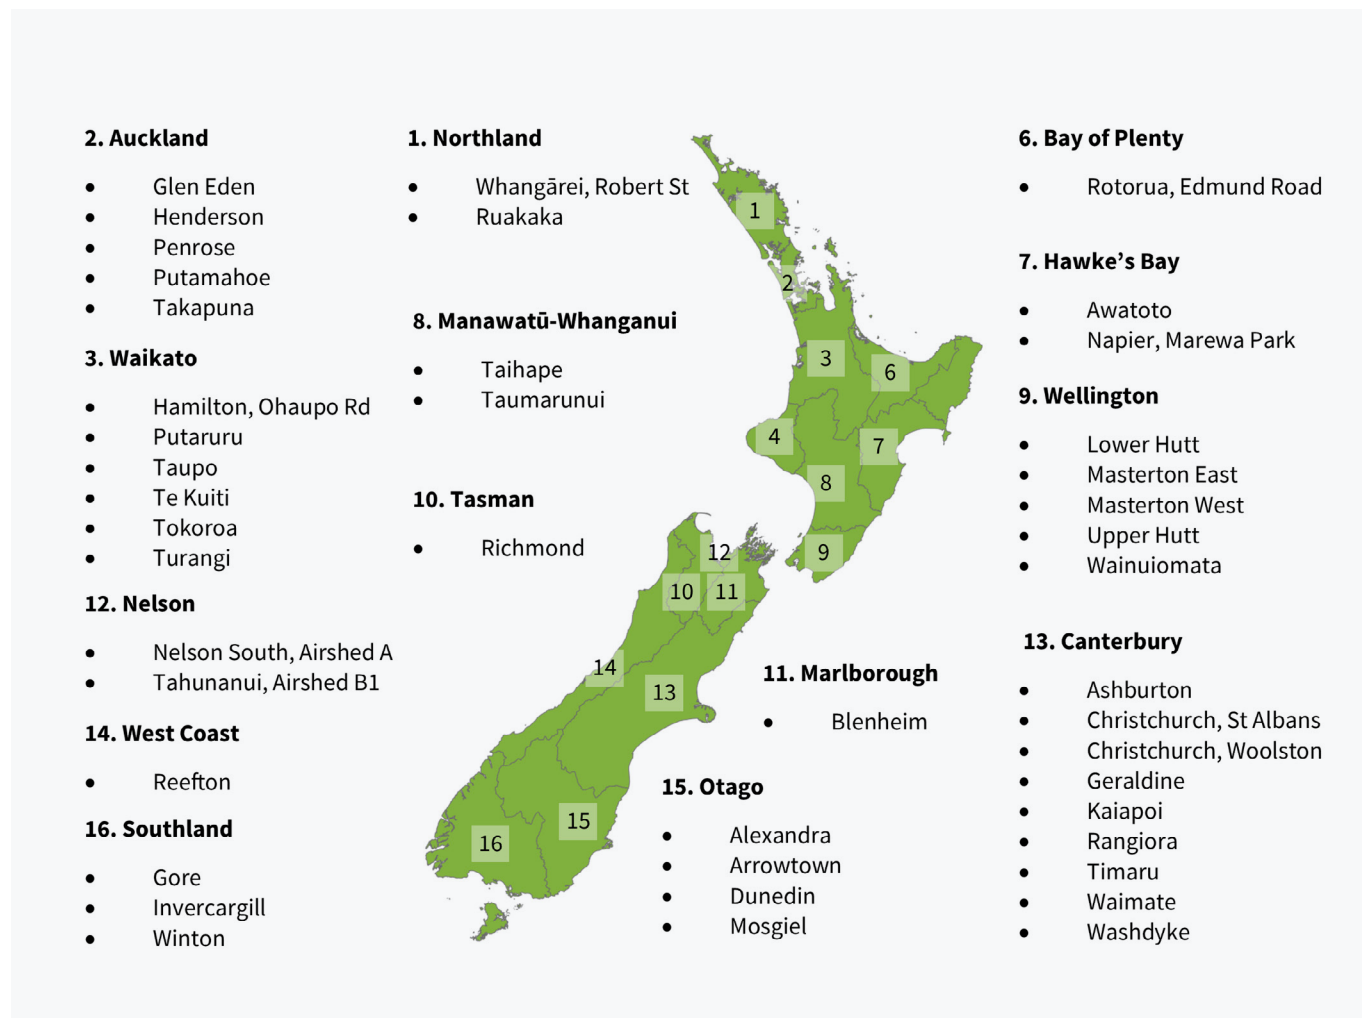 2. Auckland
Glen Eden
Henderson
Penrose
Putamahoe
Takapuna
3. Waikato
Hamilton, Ohaupo Rd
Putaruru
Taupo
Te Kuiti
Tokoroa
Turangi
12. Nelson
Nelson South, Airshed A
Tahunanui, Airshed B1
14. West Coast
Reefton
16. Southland
Gore
Invercargill
Winton
1. Northland
Whangārei, Robert St
Ruakaka
8. Manawatū-Whanganui
Taihape
Taumarunui
10. Tasman
Richmond
1
2
3
6
4
7
8
12
9
10
11
14
13
15
16
11. Marlborough
Blenheim
15. Otago
Alexandra
Arrowtown
Dunedin
Mosgiel
6. Bay of Plenty
Rotorua, Edmund Road
7. Hawke’s Bay
Awatoto
Napier, Marewa Park
9. Wellington
Lower Hutt
Masterton East
Masterton West
Upper Hutt
Wainuiomata
13. Canterbury
Ashburton
Christchurch, St Albans
Christchurch, Woolston
Geraldine
Kaiapoi
Rangiora
Timaru
Waimate
Washdyke